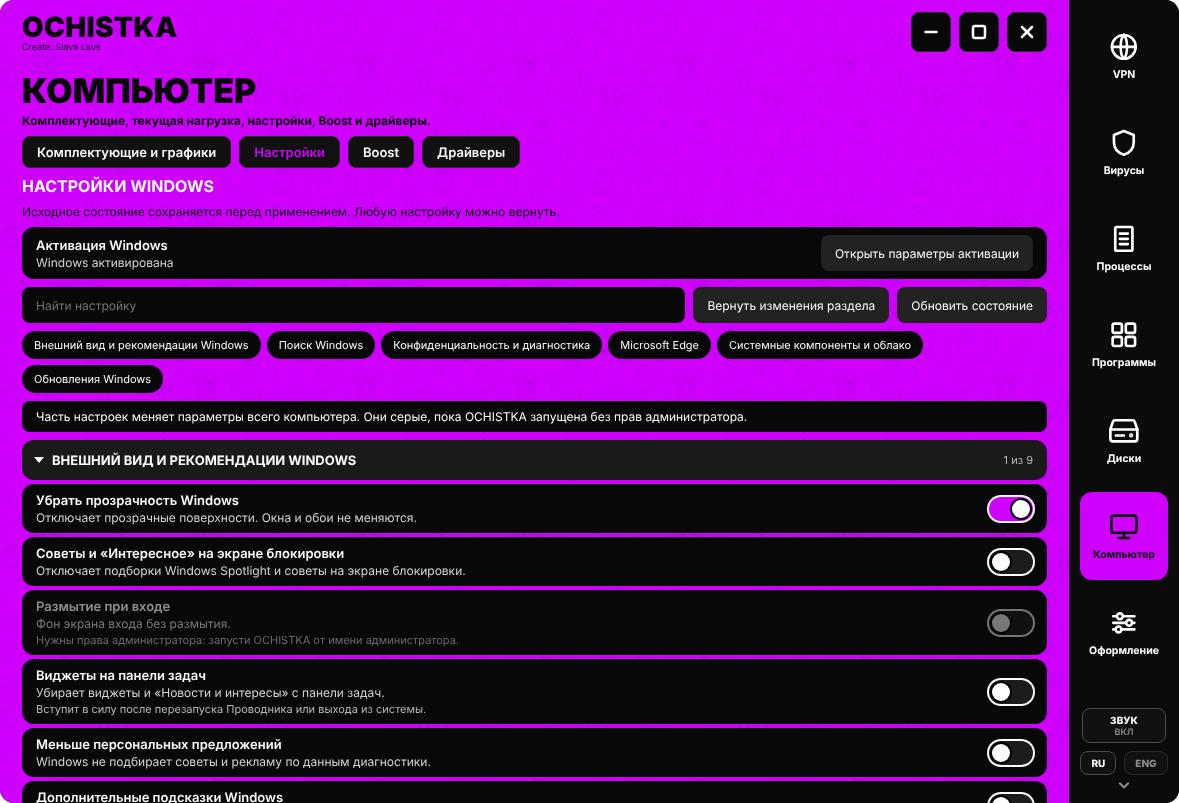 OCHISTKA
Create: Slava Lavs
КОМПЬЮТЕР
Комплектующие, текущая нагрузка, настройки, Boost и драйверы.
Комплектующие и графики
Настройки
Boost
Драйверы
НАСТРОЙКИ WINDOWS
Исходное состояние сохраняется перед применением. Любую настройку можно вернуть.
Активация Windows
Windows активирована
Открыть параметры активации
Найти настройку
Вернуть изменения раздела
Обновить состояние
Внешний вид и рекомендации Windows
Поиск Windows
Конфиденциальность и диагностика
Microsoft Edge
Системные компоненты и облако
Обновления Windows
Часть настроек меняет параметры всего компьютера. Они серые, пока OCHISTKA запущена без прав администратора.
ВНЕШНИЙ ВИД И РЕКОМЕНДАЦИИ WINDOWS
1 из 9
Убрать прозрачность Windows
Отключает прозрачные поверхности. Окна и обои не меняются.
Советы и «Интересное» на экране блокировки
Отключает подборки Windows Spotlight и советы на экране блокировки.
Размытие при входе
Фон экрана входа без размытия.
Нужны права администратора: запусти OCHISTKA от имени администратора.
Виджеты на панели задач
Убирает виджеты и «Новости и интересы» с панели задач.
Вступит в силу после перезапуска Проводника или выхода из системы.
Меньше персональных предложений
Windows не подбирает советы и рекламу по данным диагностики.
Дополнительные подсказки Windows
VPN
Вирусы
Процессы
Программы
Диски
Компьютер
Оформление
ЗВУК
ВКЛ
RU
ENG